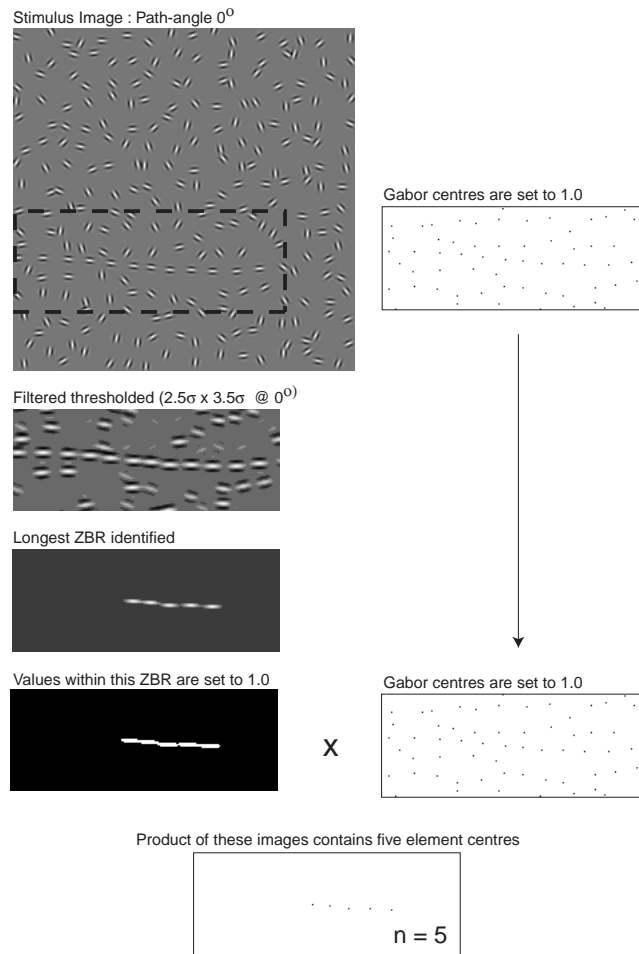 Stimulus Image : Path-angle 0°
Gabor centres are set to 1.0
Filtered thresholded (2.5σ x 3.5σ @ 0°)
Longest ZBR identified
Values within this ZBR are set to 1.0
Gabor centres are set to 1.0
x
Product of these images contains five element centres
n = 5